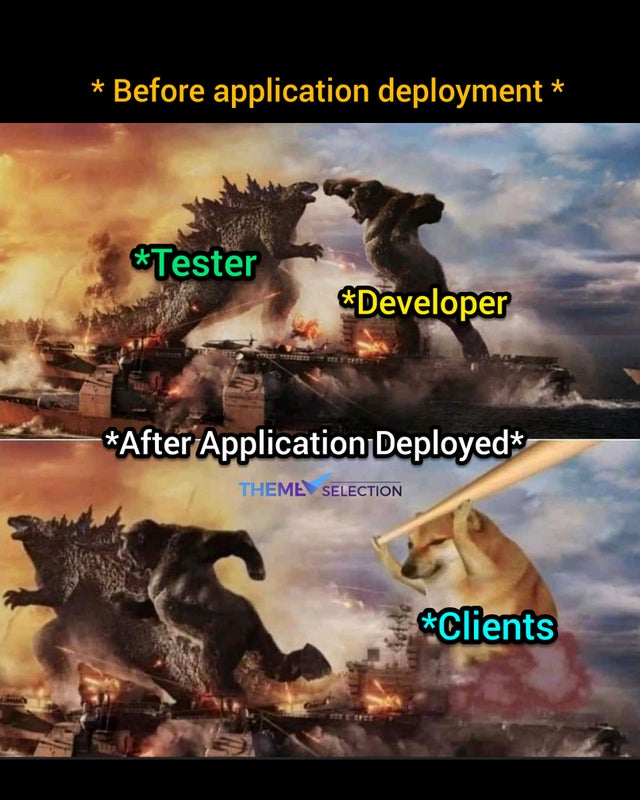 * Before application deployment *
*Tester
*Developer
*After Application Deployed*
THEME SELECTION
*Clients